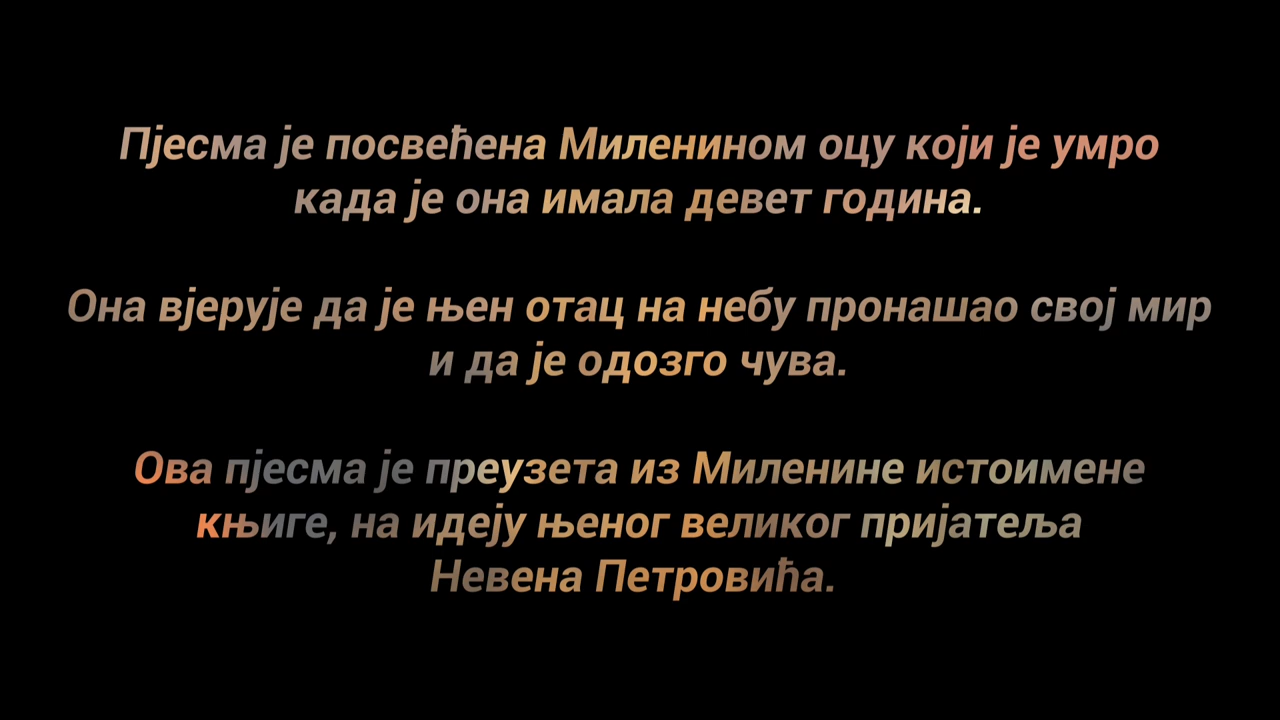 Пјесма је посвећена Миленином оцу који је умро
када је она имала девет година.
Она вјерује да је њен отац на небу пронашао свој мир
и да је одозго чува.
Ова пјесма је преузета из Миленине истоимене
књиге, на идеју њеног великог пријатеља
Невена Петровића.